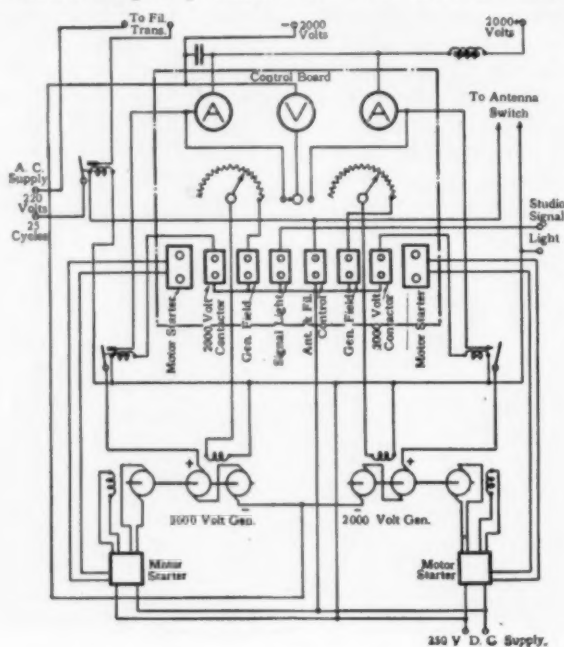 To Fil.
Trans.
2000
Volts
2000
Volts
Control Board
A
V
A
To Antenna
Switch
A. C.
Supply
220
Volts
25
Cycles
Studio
Signal
Light
Motor Starter
2000 Volt
Contactor
Gen. Field
Signal Light
Ant. & Fil.
Control
Gen. Field
2000 Volt
Contactor
Motor Starter
+
+
-
-
2000 Volt Gen.
2000 Volt Gen.
Motor
Starter
Motor
Starter
250 V D. C. Supply.